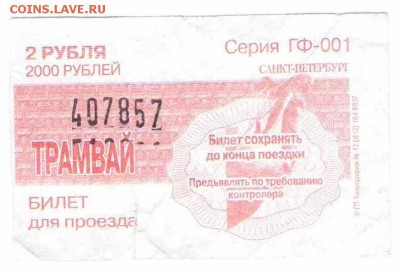 COINS.SU, LAVE.RU
2 РУБЛЯ
2000 РУБЛЕЙ
Серия ГФ-001
САНКТ-ПЕТЕРБУРГ
407857
ТРАМВАЙ
БИЛЕТ
для проезда
Билет сохранять
до конца поездки
Предъявлять по требованию
контролера